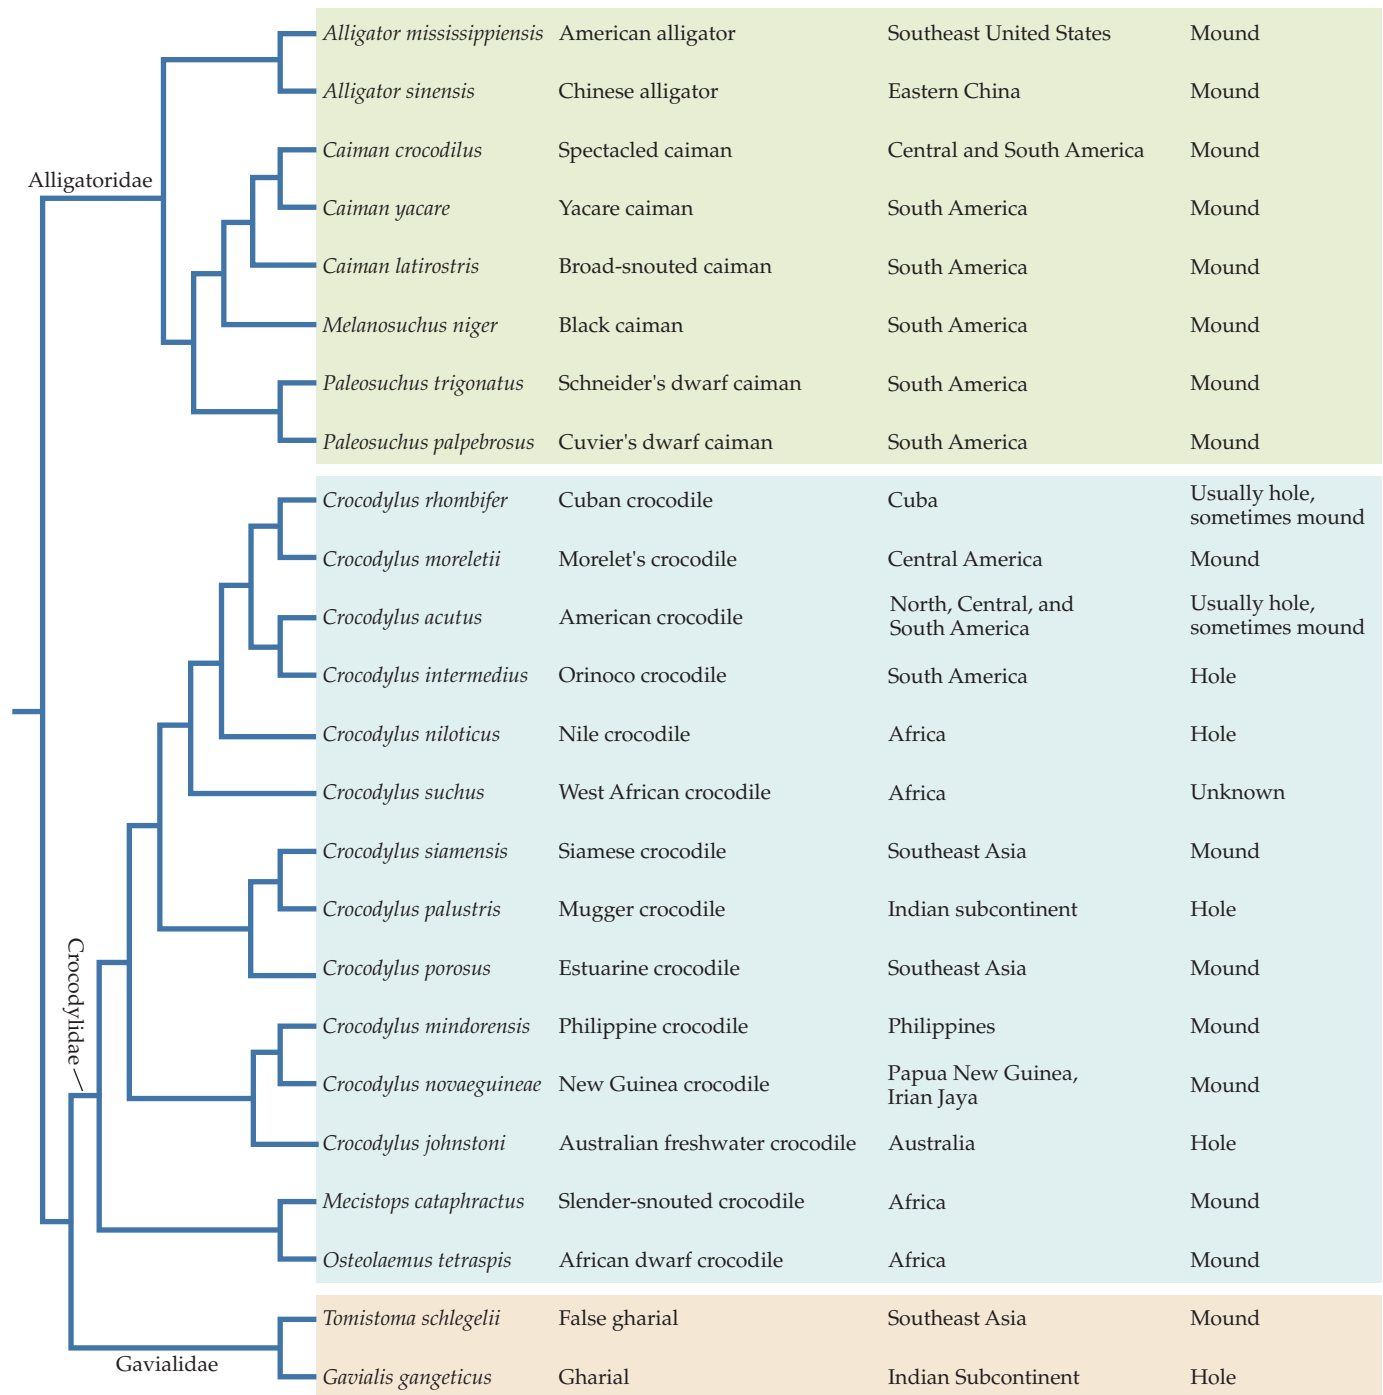 Alligator mississippiensis American alligator Southeast United States Mound
Alligator sinensis Chinese alligator Eastern China Mound
Caiman crocodilus Spectacled caiman Central and South America Mound
Alligatoridae
Caiman yacare Yacare caiman South America Mound
Caiman latirostris Broad-snouted caiman South America Mound
Melanosuchus niger Black caiman South America Mound
Paleosuchus trigonatus Schneider's dwarf caiman South America Mound
Paleosuchus palpebrosus Cuvier's dwarf caiman South America Mound
Crocodylus rhombifer Cuban crocodile Cuba Usually hole,
sometimes mound
Crocodylus moreletii Morelet's crocodile Central America Mound
Crocodylus acutus American crocodile North, Central, and
South America Usually hole,
sometimes mound
Crocodylus intermedius Orinoco crocodile South America Hole
Crocodylus niloticus Nile crocodile Africa Hole
Crocodylus suchus West African crocodile Africa Unknown
Crocodylus siamensis Siamese crocodile Southeast Asia Mound
Crocodylus palustris Mugger crocodile Indian subcontinent Hole
Crocodylidae
Crocodylus porosus Estuarine crocodile Southeast Asia Mound
Crocodylus mindorensis Philippine crocodile Philippines Mound
Crocodylus novaeguineae New Guinea crocodile Papua New Guinea,
Irian Jaya Mound
Crocodylus johnstoni Australian freshwater crocodile Australia Hole
Mecistops cataphractus Slender-snouted crocodile Africa Mound
Osteolaemus tetraspis African dwarf crocodile Africa Mound
Tomistoma schlegelii False gharial Southeast Asia Mound
Gavialidae
Gavialis gangeticus Gharial Indian Subcontinent Hole